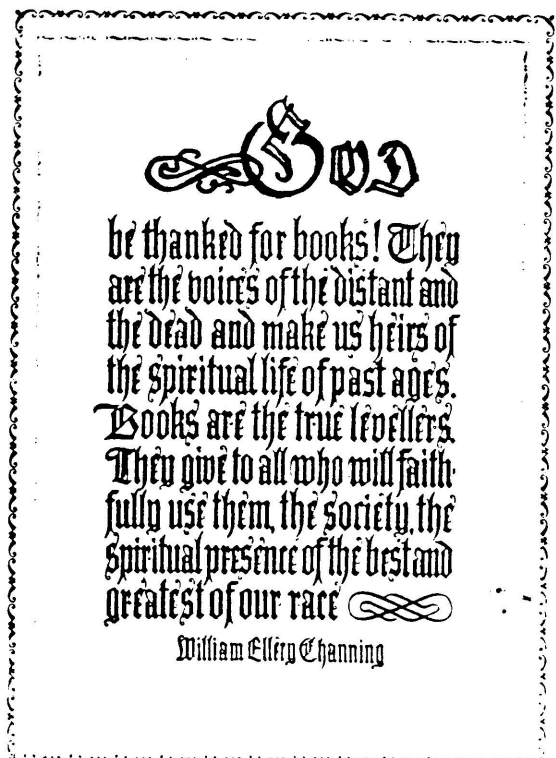 God
be thanked for books! They
are the voices of the distant and
the dead and make us heirs of
the spiritual life of past ages.
Books are the true levellers.
They give to all who will faith-
fully use them, the society, the
spiritual presence of the best and
greatest of our race
William Ellery Channing